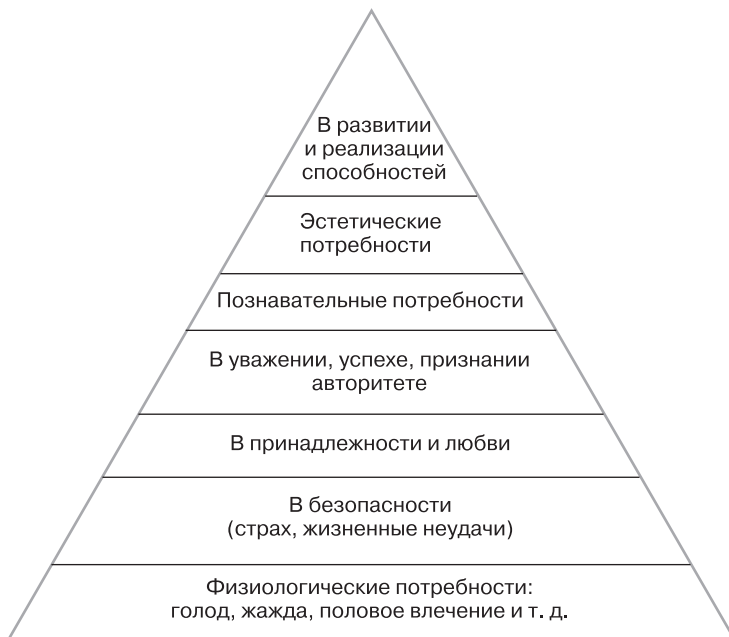 В развитии
и реализации
способностей
Эстетические
потребности
Познавательные потребности
В уважении, успехе, признании
авторитете
В принадлежности и любви
В безопасности
(страх, жизненные неудачи)
Физиологические потребности:
голод, жажда, половое влечение и т. д.